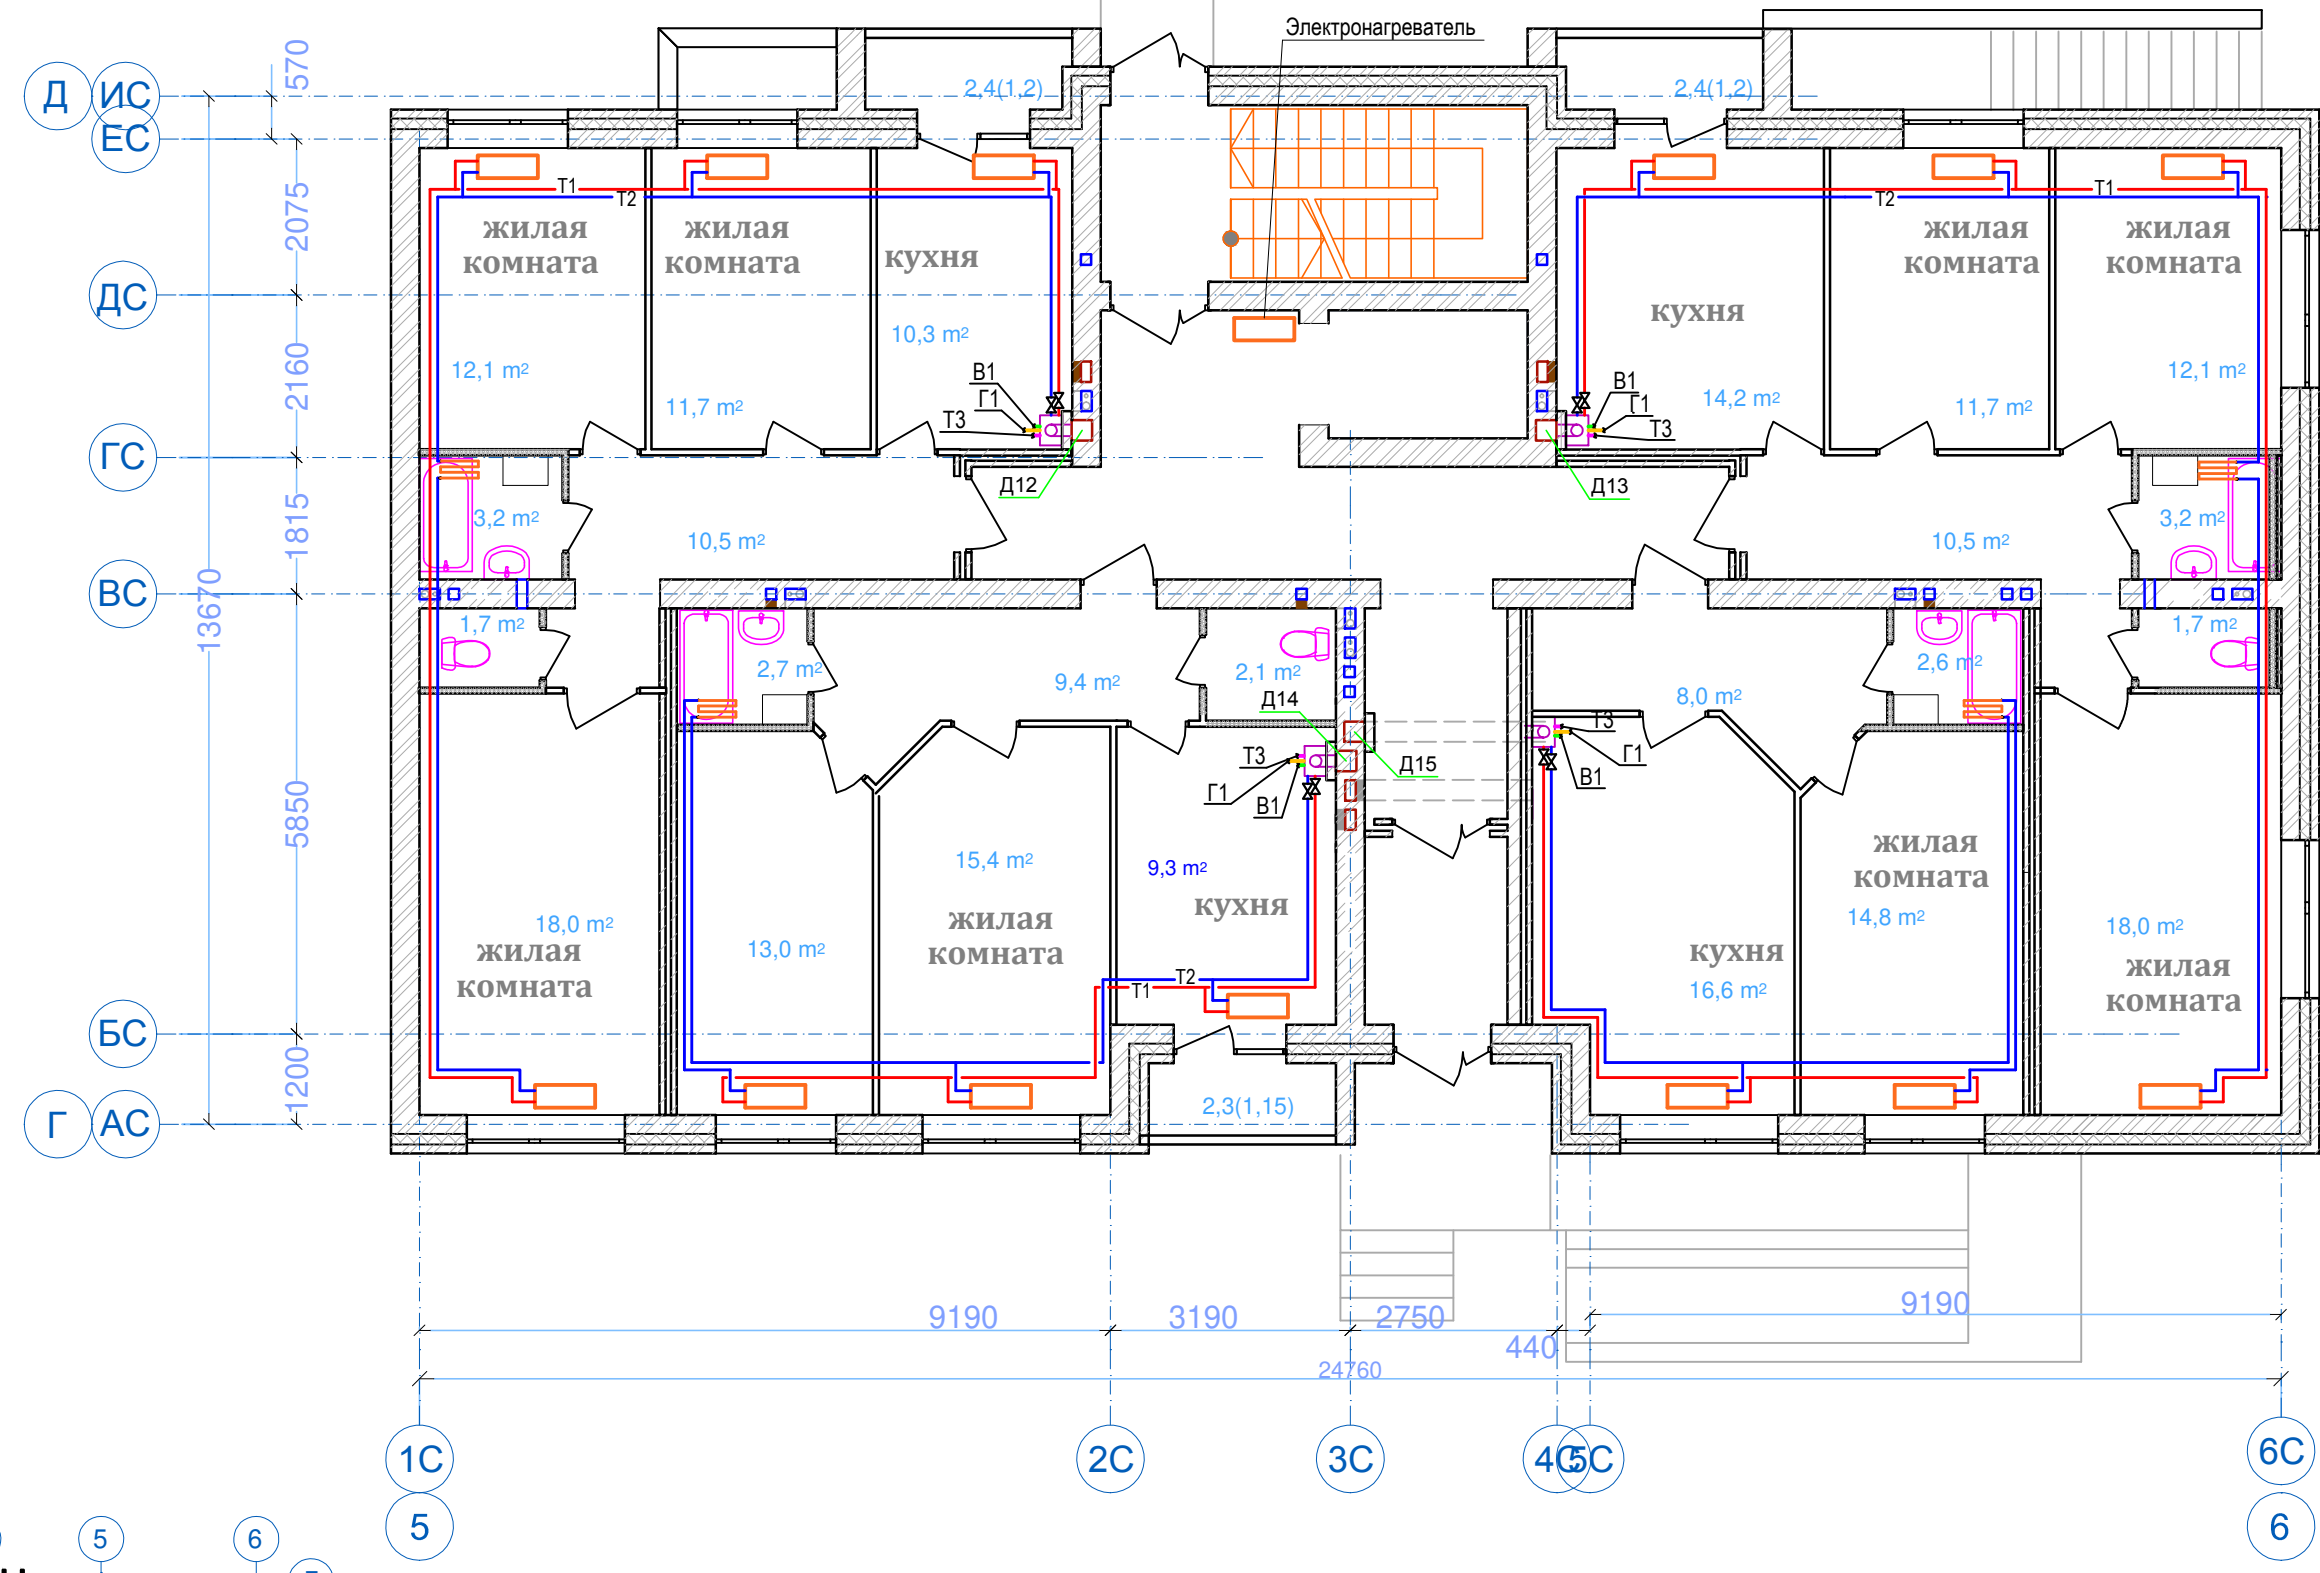 Электронагреватель
Д
ИС
570
2,4(1,2)
2,4(1,2)
ЕС
Т1
Т2
Т2
Т1
2075
жилая
комната
жилая
комната
кухня
жилая
комната
жилая
комната
ДС
кухня
10,3 m²
2160
12,1 m²
11,7 m²
В1
Г1
Т3
В1
Г1
Т3
14,2 m²
11,7 m²
12,1 m²
ГС
Д12
Д13
1815
3,2 m²
10,5 m²
10,5 m²
3,2 m²
ВС
13670
1,7 m²
2,7 m²
9,4 m²
2,1 m²
8,0 m²
2,6 m²
1,7 m²
Д14
Д15
Т3
Г1
В1
Т3
Г1
В1
5850
15,4 m²
9,3 m²
жилая
комната
14,8 m²
18,0 m²
жилая
комната
13,0 m²
жилая
комната
кухня
кухня
16,6 m²
18,0 m²
жилая
комната
Т2
Т1
БС
1200
Г
АС
2,3(1,15)
9190
3190
2750
440
9190
24760
1С
2С
3С
4С
5С
6С
5
6
5
6